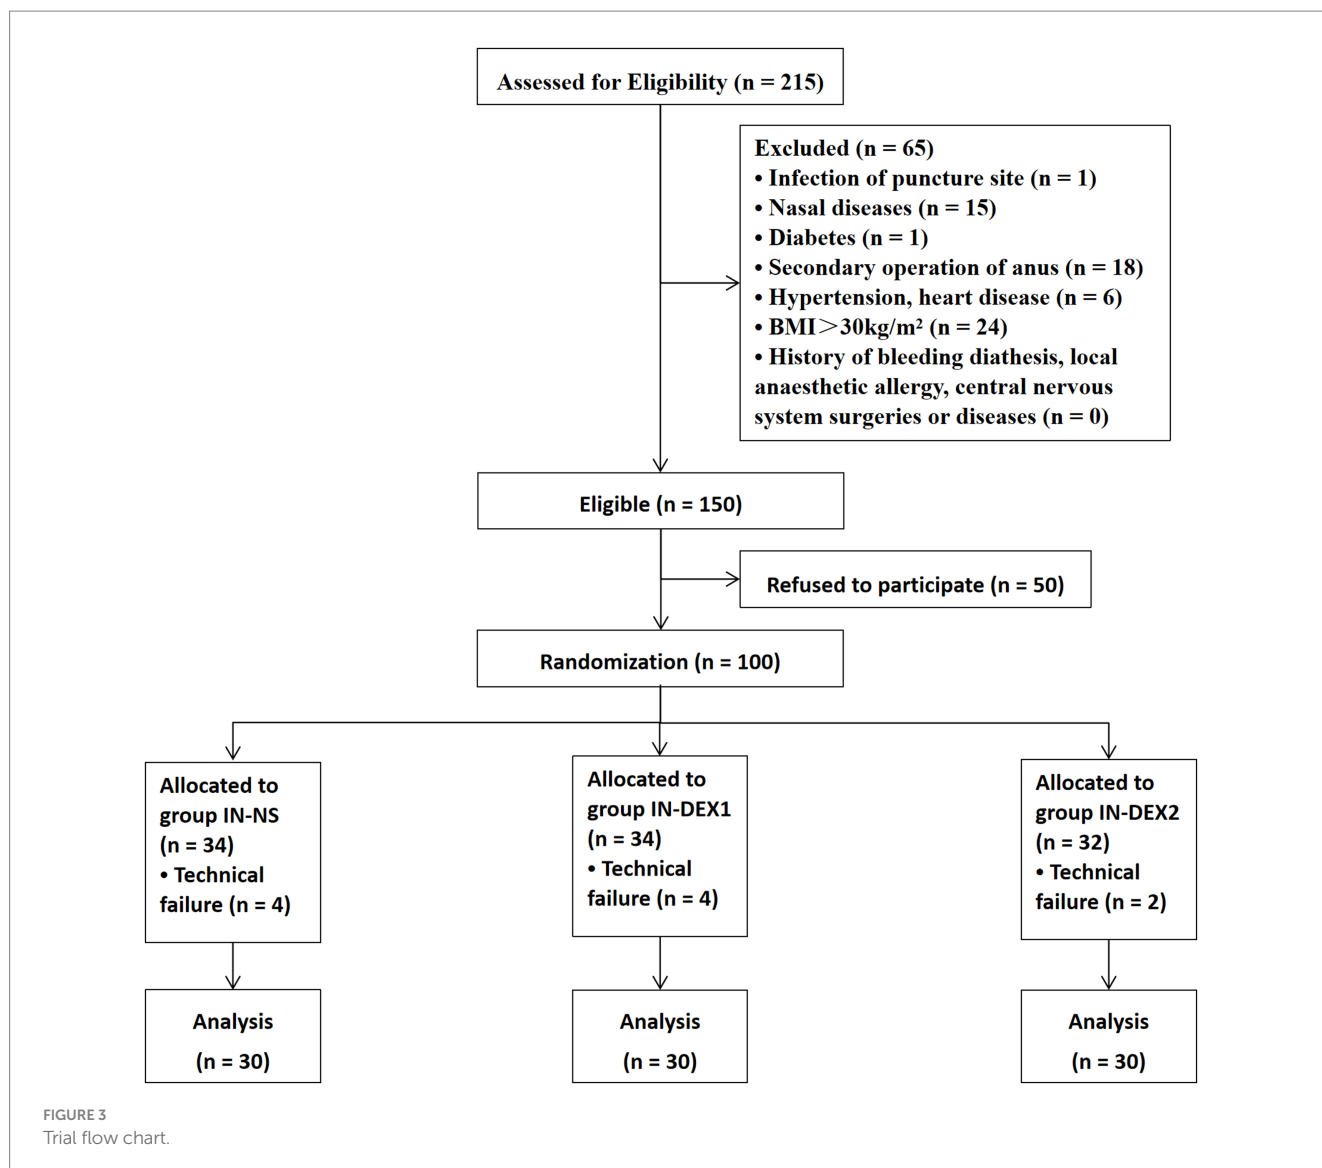 Assessed for Eligibility (n = 215)
Excluded (n = 65)
• Infection of puncture site (n = 1)
• Nasal diseases (n = 15)
• Diabetes (n = 1)
• Secondary operation of anus (n = 18)
• Hypertension, heart disease (n = 6)
• BMI＞30kg/m² (n = 24)
• History of bleeding diathesis, local
anaesthetic allergy, central nervous
system surgeries or diseases (n = 0)
Eligible (n = 150)
Refused to participate (n = 50)
Randomization (n = 100)
Allocated to
group IN-NS
(n = 34)
• Technical
failure (n = 4)
Allocated to
group IN-DEX1
(n = 34)
• Technical
failure (n = 4)
Allocated to
group IN-DEX2
(n = 32)
• Technical
failure (n = 2)
Analysis
(n = 30)
Analysis
(n = 30)
Analysis
(n = 30)
FIGURE 3
Trial flow chart.